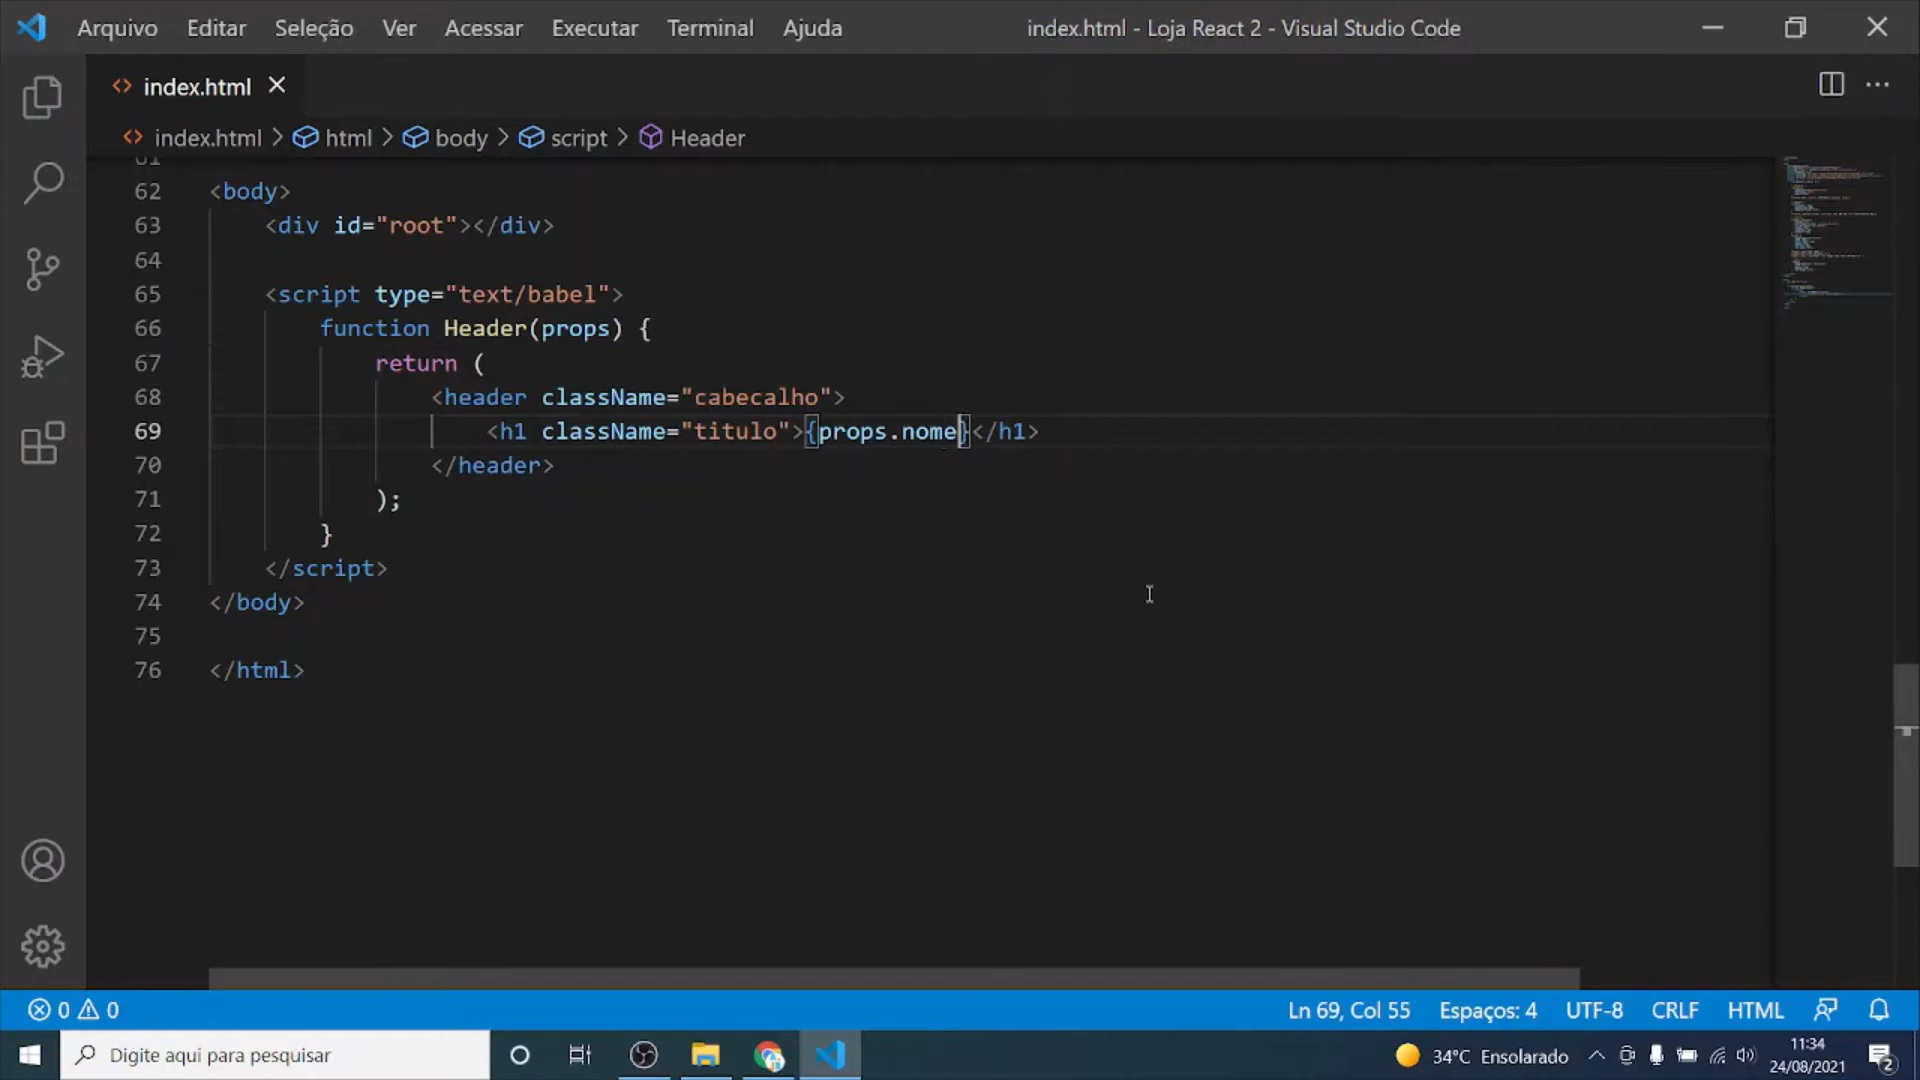 Arquivo Editar Seleção Ver Acessar Executar Terminal Ajuda index.html - Loja React 2 - Visual Studio Code
index.html
index.html > html > body > script > Header
61
62 <body>
63 <div id="root"></div>
64
65 <script type="text/babel">
66 function Header(props) {
67 return (
68 <header className="cabecalho">
69 <h1 className="titulo">{props.nome}</h1>
70 </header>
71 );
72 }
73 </script>
74 </body>
75
76 </html>
0 0 Ln 69, Col 55 Espaços: 4 UTF-8 CRLF HTML
Digite aqui para pesquisar 34°C Ensolarado 11:34
24/08/2021 2